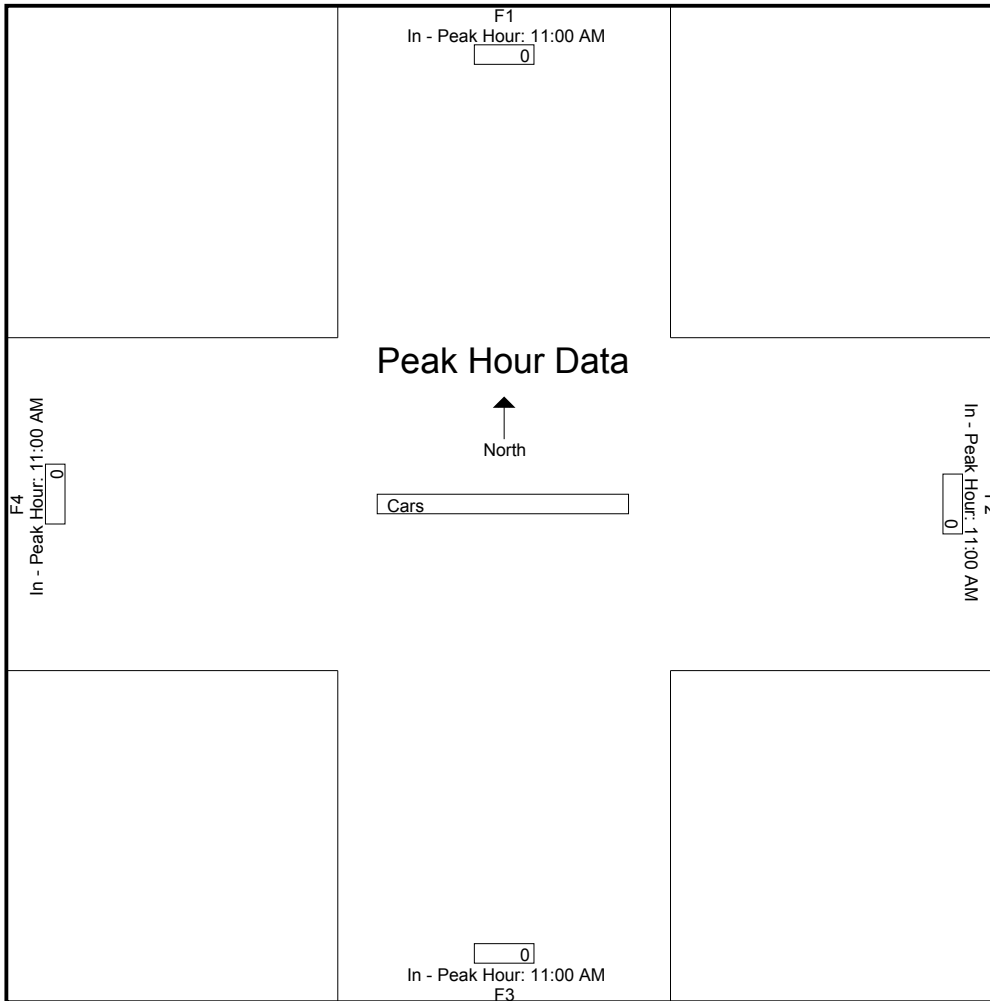 F1
In - Peak Hour: 11:00 AM
0
Peak Hour Data
North
Cars
F4
In - Peak Hour: 11:00 AM
0
0
In - Peak Hour: 11:00 AM
F2
0
In - Peak Hour: 11:00 AM
F3